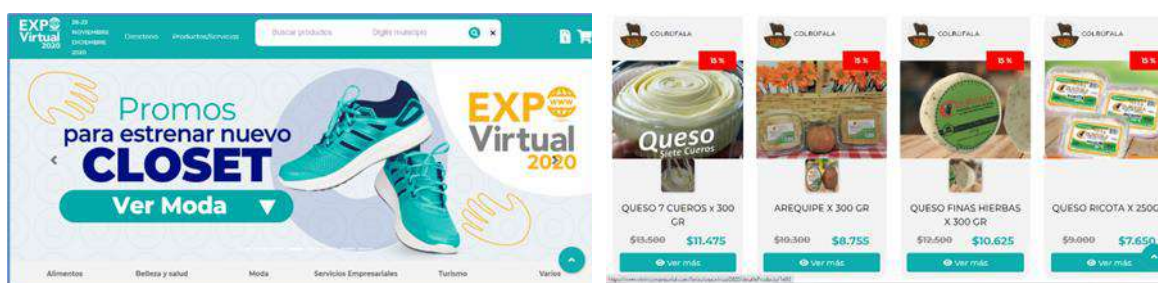 EXPO
Virtual
2020
NOVIEMBRE
DICIEMBRE
2020
Directorio
Productos/Servicios
Buscar productos
Digite municipio
Promos
para estrenar nuevo
CLOSET
Ver Moda
EXPO
www
Virtual
2020
Alimentos
Belleza y salud
Moda
Servicios Empresariales
Turismo
Varios
COLBÚFALA
COLBÚFALA
COLBÚFALA
COLBÚFALA
15 %
15 %
15 %
15 %
Queso
Siete Cueros
QUESO 7 CUEROS x 300
GR
$13.500 $11.475
Ver más
AREQUIPE X 300 GR
$10.300 $8.755
Ver más
QUESO FINAS HIERBAS
X 300 GR
$12.500 $10.625
Ver más
QUESO RICOTA X 250G
$9.000 $7.650
Ver más